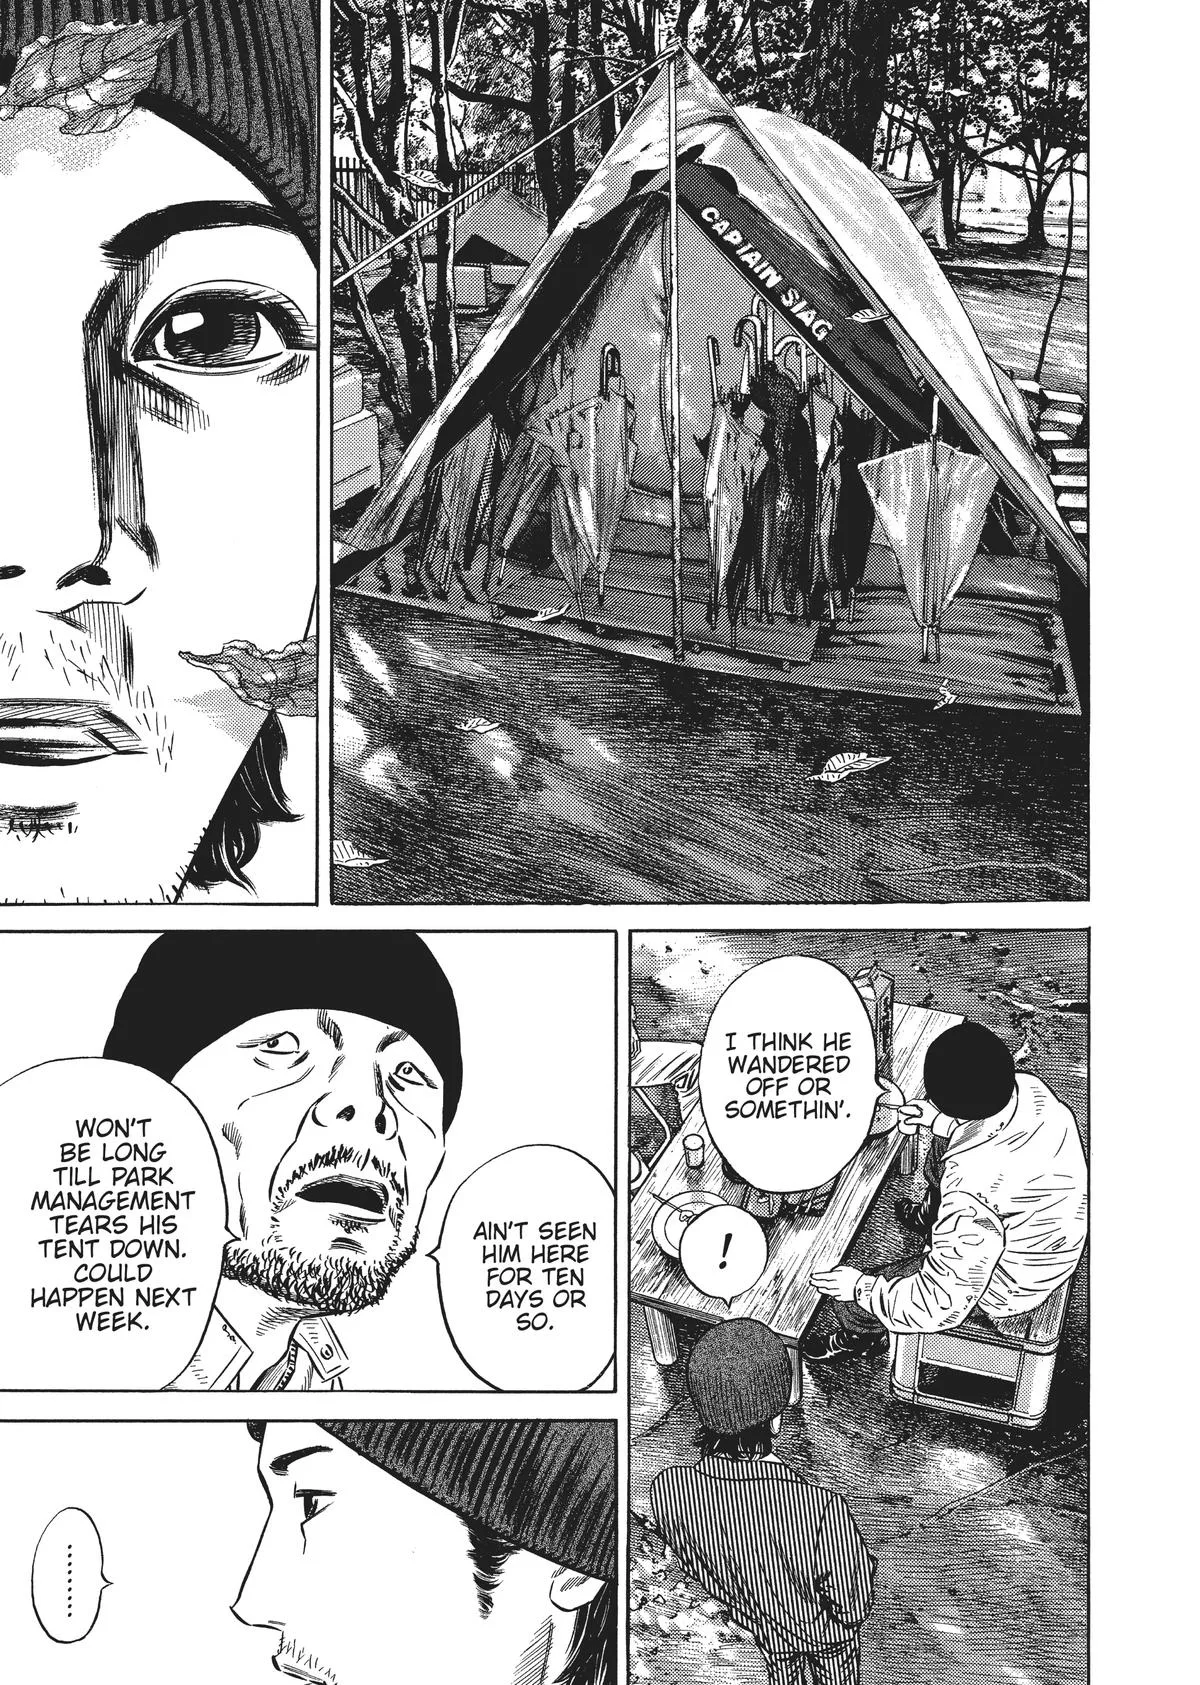 CAPTAIN STAG
I THINK HE
WANDERED
OFF OR
SOMETHIN'.
!
AIN'T SEEN
HIM HERE
FOR TEN
DAYS OR
SO.
WON'T
BE LONG
TILL PARK
MANAGEMENT
TEARS HIS
TENT DOWN.
COULD
HAPPEN NEXT
WEEK.
.........